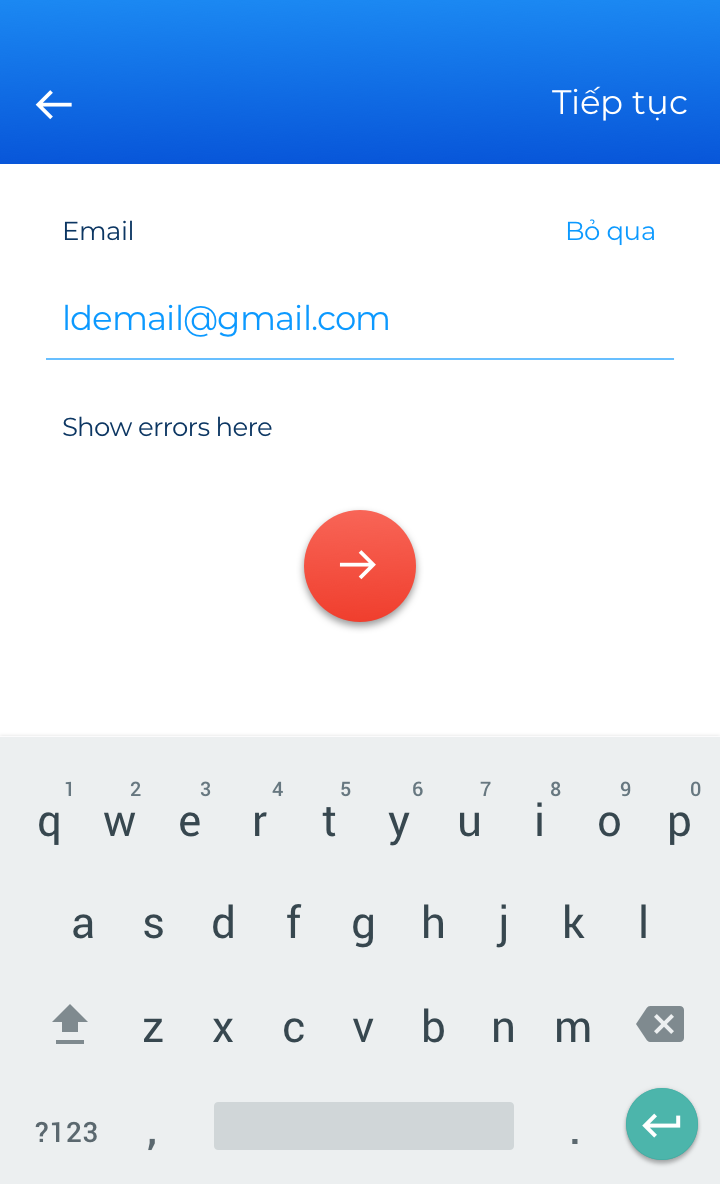 Tiếp tục
Email Bỏ qua
ldemail@gmail.com
Show errors here
1 2 3 4 5 6 7 8 9 0
q w e r t y u i o p
a s d f g h j k l
z x c v b n m
?123 , .